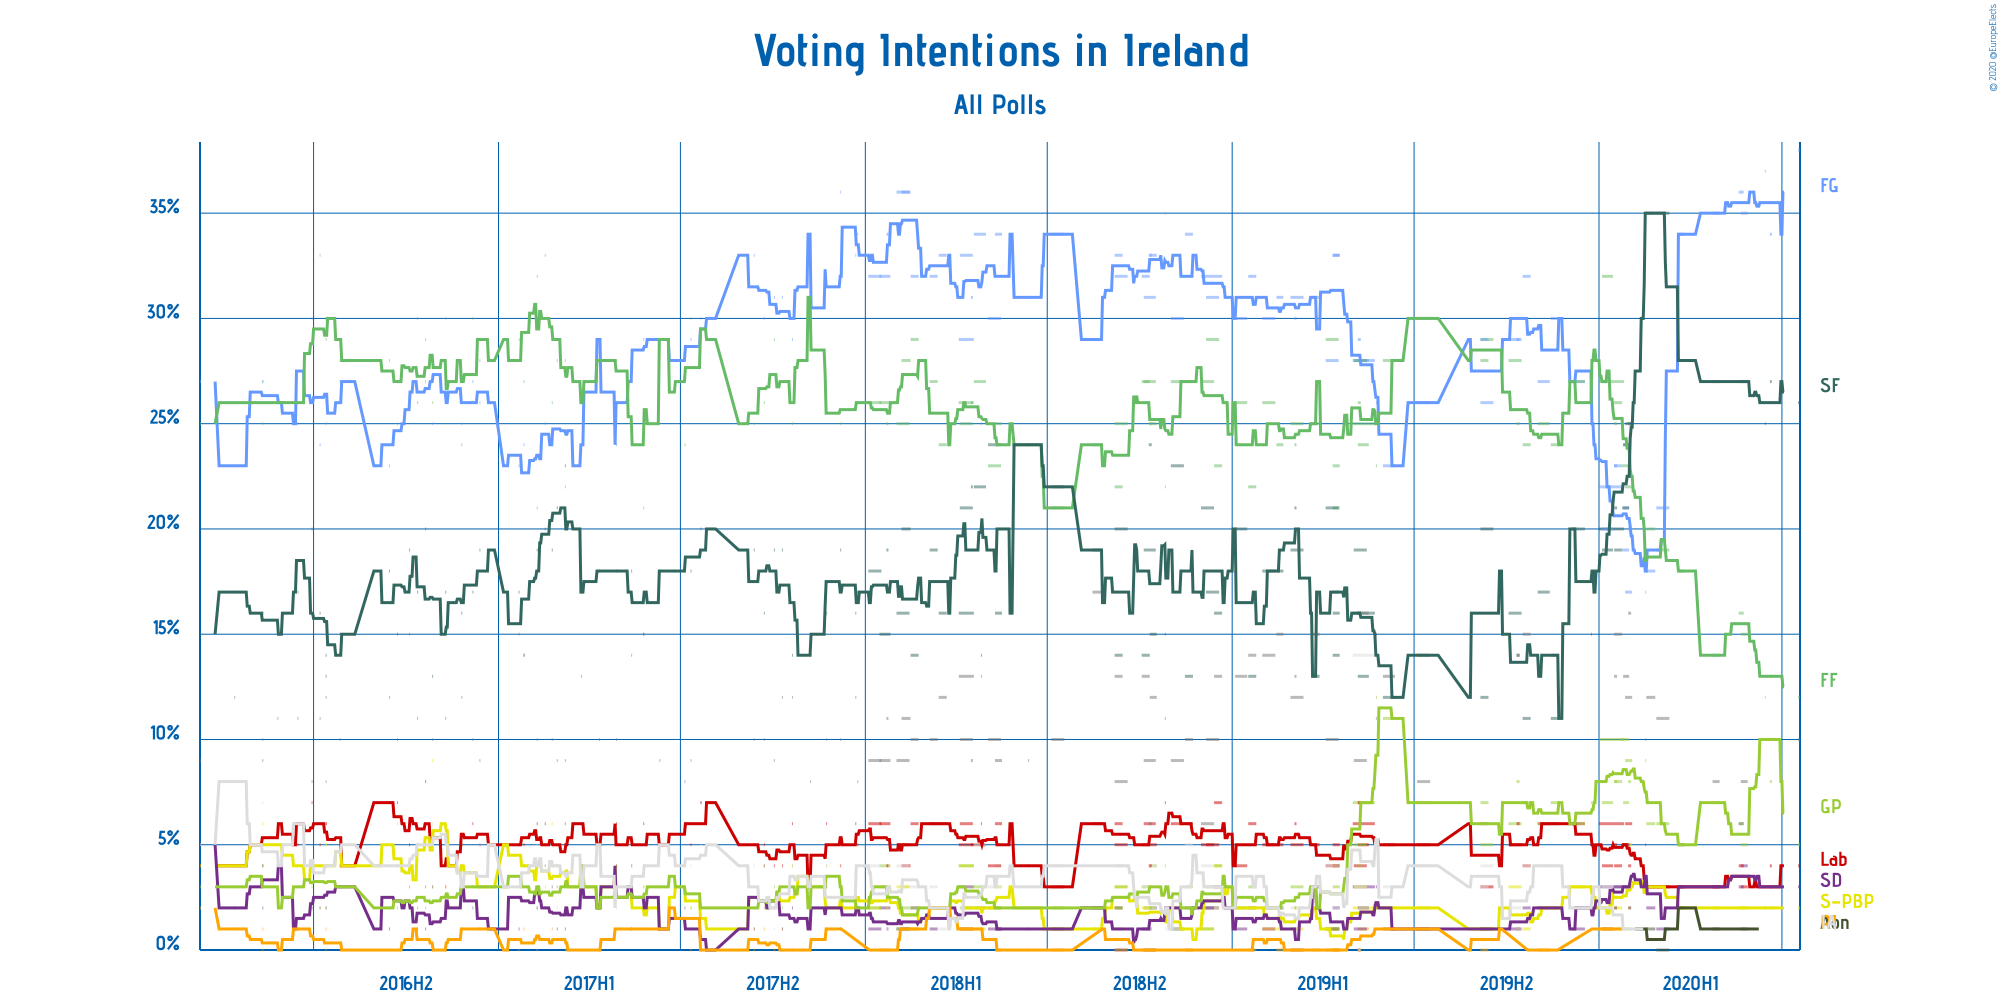 © 2020 @EuropeElects
Voting Intentions in Ireland
All Polls
35%
30%
25%
20%
15%
10%
5%
0%
FG
SF
FF
GP
Lab
SD
S-PBP
2016H2 2017H1 2017H2 2018H1 2018H2 2019H1 2019H2 2020H1